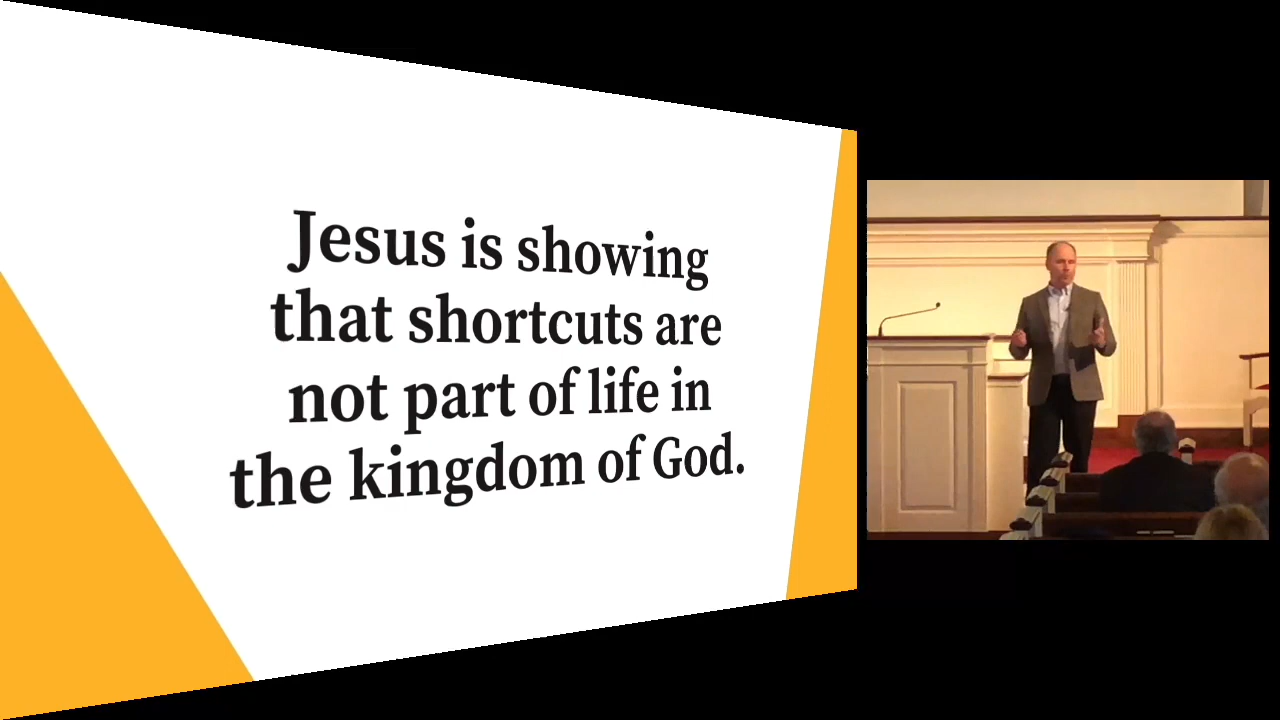 Jesus is showing
that shortcuts are
not part of life in
the kingdom of God.